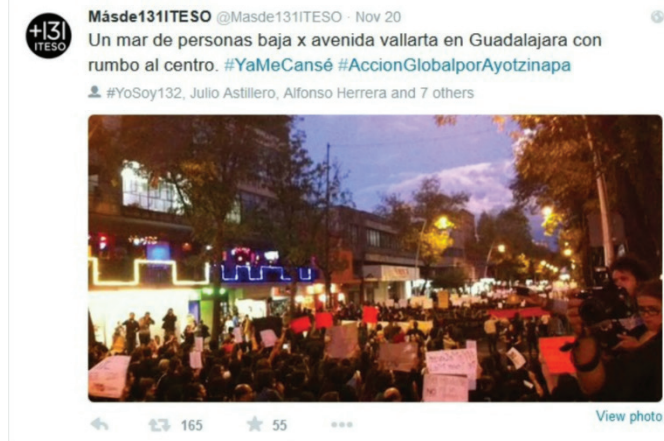 +131
ITESO
Másde131ITESO @Masde131ITESO · Nov 20
Un mar de personas baja x avenida vallarta en Guadalajara con
rumbo al centro. #YaMeCansé #AccionGlobalporAyotzinapa
#YoSoy132, Julio Astillero, Alfonso Herrera and 7 others
165
55
View photo